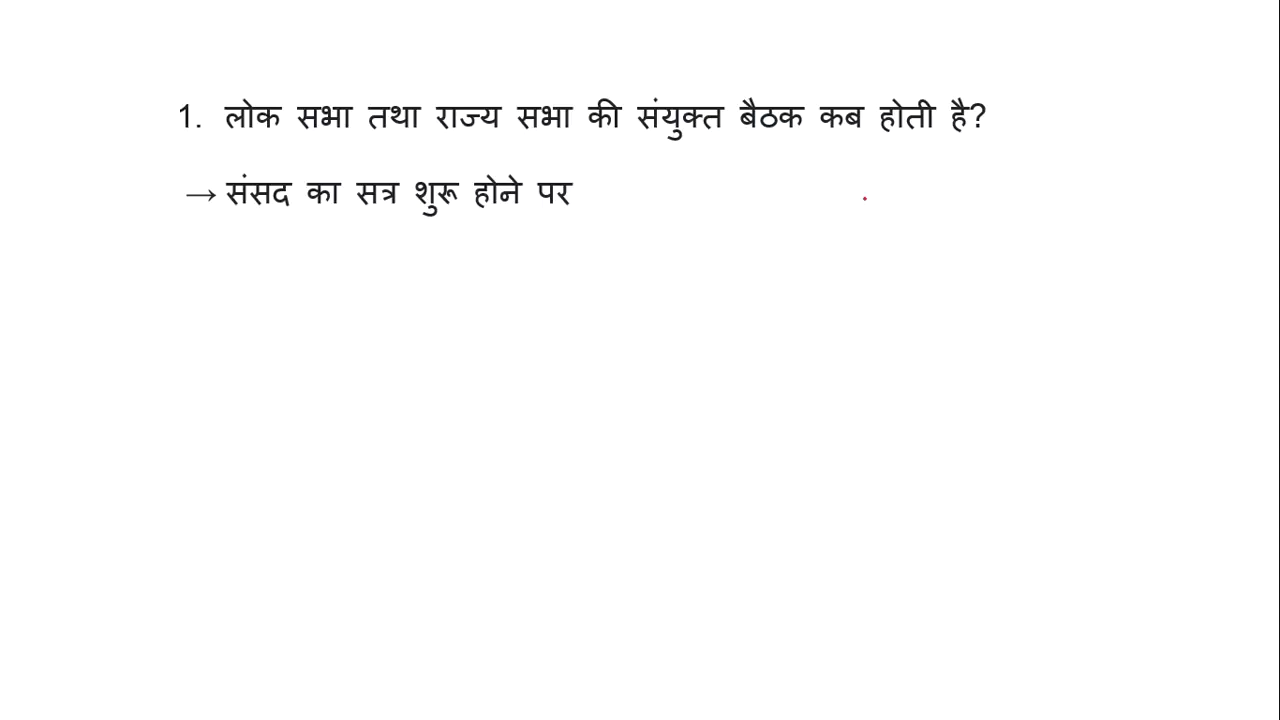 1. लोक सभा तथा राज्य सभा की संयुक्त बैठक कब होती है?
→ संसद का सत्र शुरू होने पर